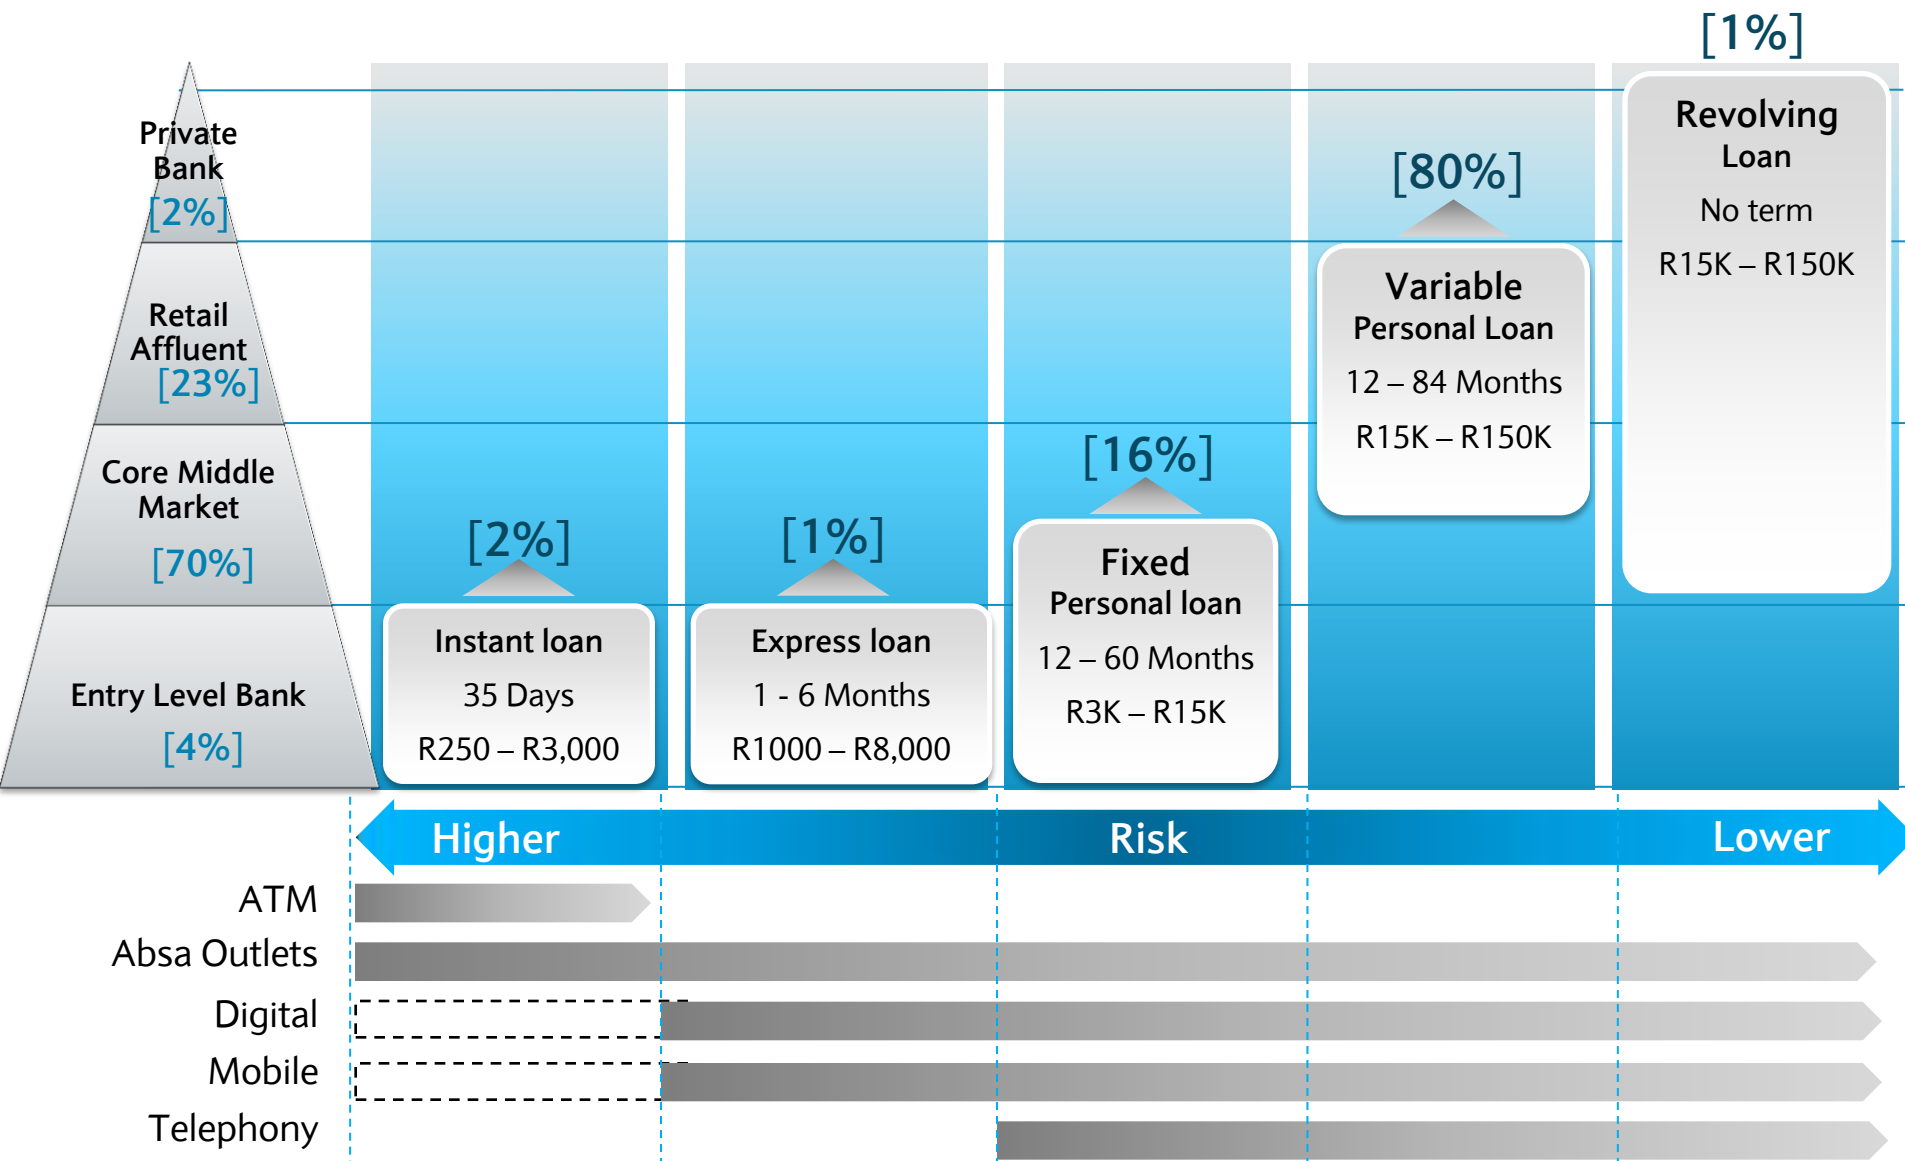 Private
Bank
[2%]
Retail
Affluent
[23%]
Core Middle
Market
[70%]
Entry Level Bank
[4%]
[2%]
Instant loan
35 Days
R250 – R3,000
[1%]
Express loan
1 - 6 Months
R1000 – R8,000
[16%]
Fixed
Personal loan
12 – 60 Months
R3K – R15K
[80%]
Variable
Personal Loan
12 – 84 Months
R15K – R150K
[1%]
Revolving
Loan
No term
R15K – R150K
Higher Risk Lower
ATM
Absa Outlets
Digital
Mobile
Telephony